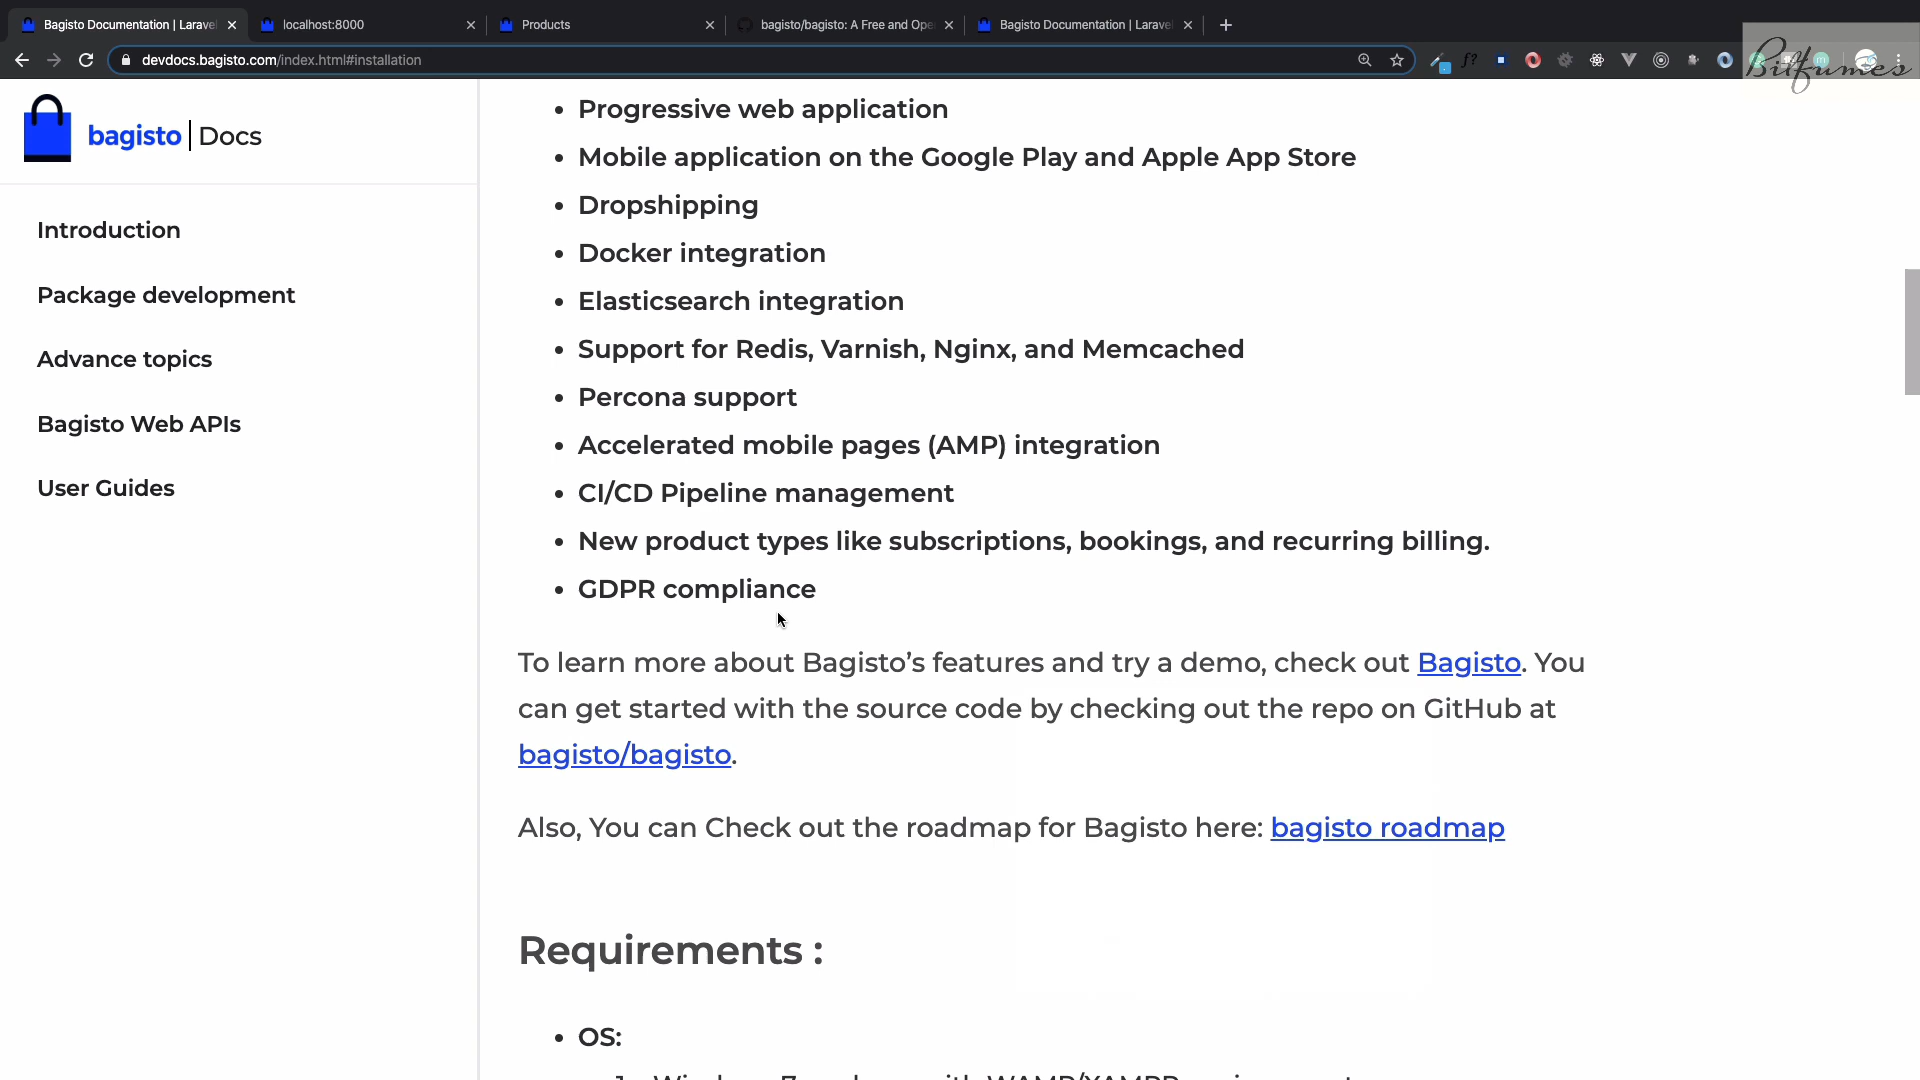 Bagisto Documentation | Larave
localhost:8000
Products
bagisto/bagisto: A Free and Ope
Bagisto Documentation | Larave
devdocs.bagisto.com/index.html#installation
f?
Bitfumes
bagisto | Docs
Introduction
Package development
Advance topics
Bagisto Web APIs
User Guides
• Progressive web application
• Mobile application on the Google Play and Apple App Store
• Dropshipping
• Docker integration
• Elasticsearch integration
• Support for Redis, Varnish, Nginx, and Memcached
• Percona support
• Accelerated mobile pages (AMP) integration
• CI/CD Pipeline management
• New product types like subscriptions, bookings, and recurring billing.
• GDPR compliance
To learn more about Bagisto’s features and try a demo, check out Bagisto. You
can get started with the source code by checking out the repo on GitHub at
bagisto/bagisto.
Also, You can Check out the roadmap for Bagisto here: bagisto roadmap
Requirements :
• OS: